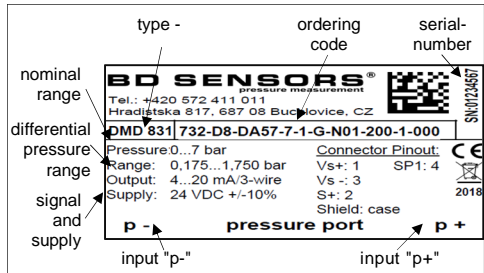 type -
ordering
code
serial-
number
nominal
range
differential
pressure
range
signal
and
supply
BD SENSORS®
pressure measurement
Tel.: +420 572 411 011
Hradistska 817, 687 08 Buchlovice, CZ
DMD 831 732-D8-DA57-7-1-G-N01-200-1-000
SN:01234567
Pressure:0...7 bar
Range: 0,175...1,750 bar
Output: 4...20 mA/3-wire
Supply: 24 VDC +/-10%
Connector Pinout:
Vs+: 1 SP1: 4
Vs -: 3
S+: 2
Shield: case
CE
2018
p - pressure port p +
input "p-"
input "p+"